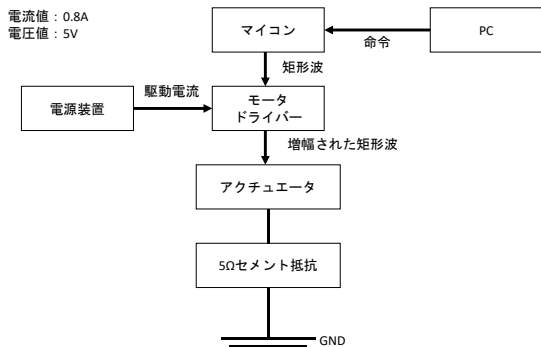 電流値：0.8A
電圧値：5V
マイコン
命令
PC
矩形波
電源装置
駆動電流
モータ
ドライバー
増幅された矩形波
アクチュエータ
5Ωセメント抵抗
GND